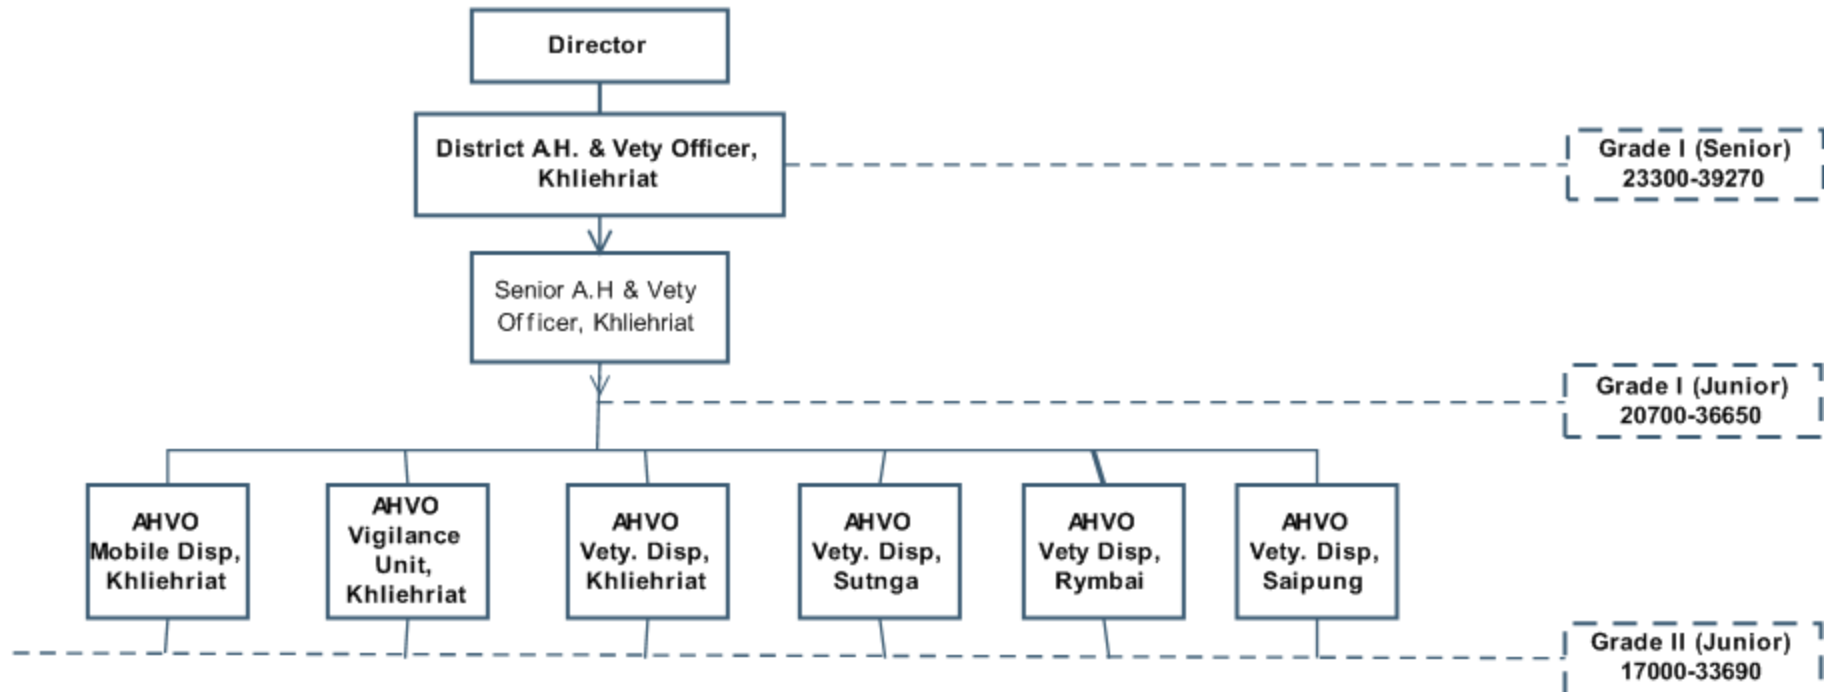 Director
District A.H. & Vety Officer,
Khliehriat
Grade I (Senior)
23300-39270
Senior A.H & Vety
Officer, Khliehriat
Grade I (Junior)
20700-36650
AHVO
Mobile Disp,
Khliehriat
AHVO
Vigilance
Unit,
Khliehriat
AHVO
Vety. Disp,
Khliehriat
AHVO
Vety. Disp,
Sutnga
AHVO
Vety Disp,
Rymbai
AHVO
Vety. Disp,
Saipung
Grade II (Junior)
17000-33690